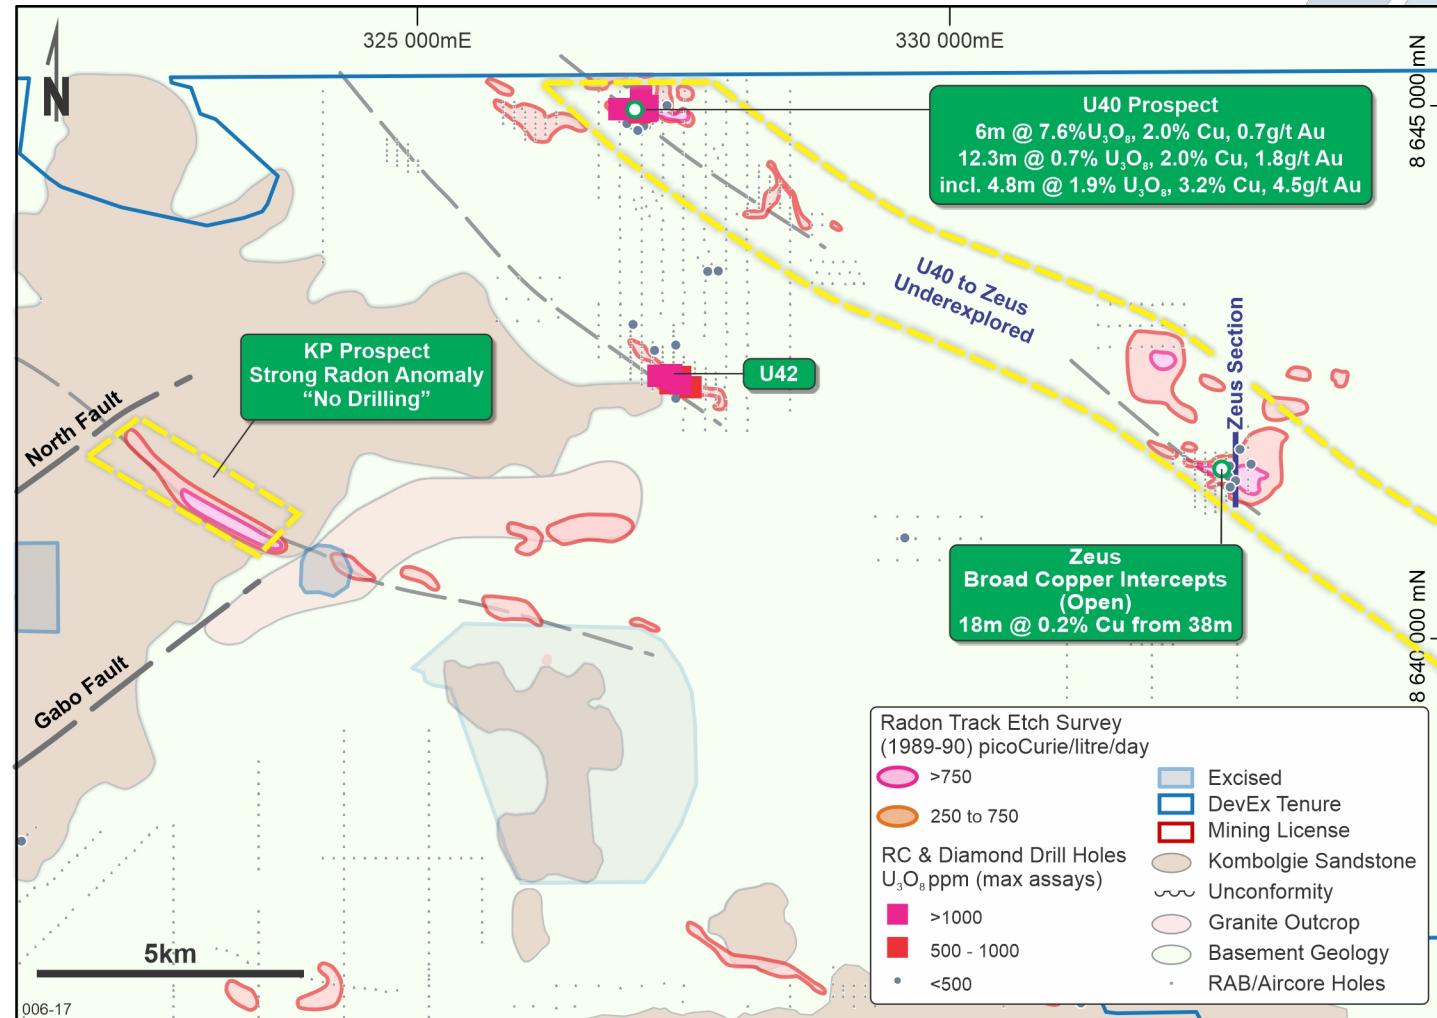 325 000mE
330 000mE
8 645 000 mN
N
U40 Prospect
6m @ 7.6%U₃O₈, 2.0% Cu, 0.7g/t Au
12.3m @ 0.7% U₃O₈, 2.0% Cu, 1.8g/t Au
incl. 4.8m @ 1.9% U₃O₈, 3.2% Cu, 4.5g/t Au
U40 to Zeus
Underexplored
KP Prospect
Strong Radon Anomaly
“No Drilling”
U42
Zeus Section
North Fault
Zeus
Broad Copper Intercepts
(Open)
18m @ 0.2% Cu from 38m
8 640 000 mN
Gabo Fault
Radon Track Etch Survey
(1989-90) picoCurie/litre/day
>750
250 to 750
RC & Diamond Drill Holes
U₃O₈ ppm (max assays)
>1000
500 - 1000
<500
Excised
DevEx Tenure
Mining License
Kombolgie Sandstone
Unconformity
Granite Outcrop
Basement Geology
RAB/Aircore Holes
5km
006-17